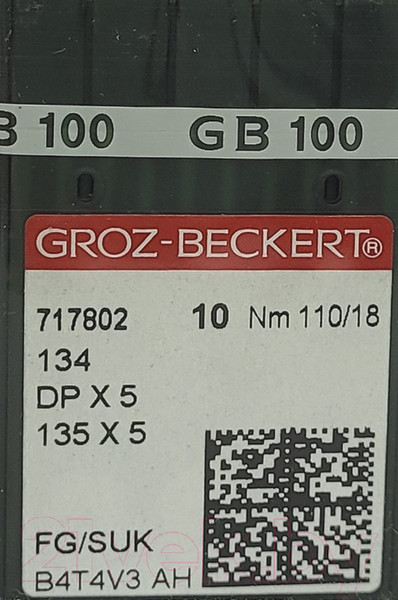 B 100 GB 100
GROZ-BECKERT®
717802 10 Nm 110/18
134
DP X 5
135 X 5
FG/SUK
B4T4V3 AH